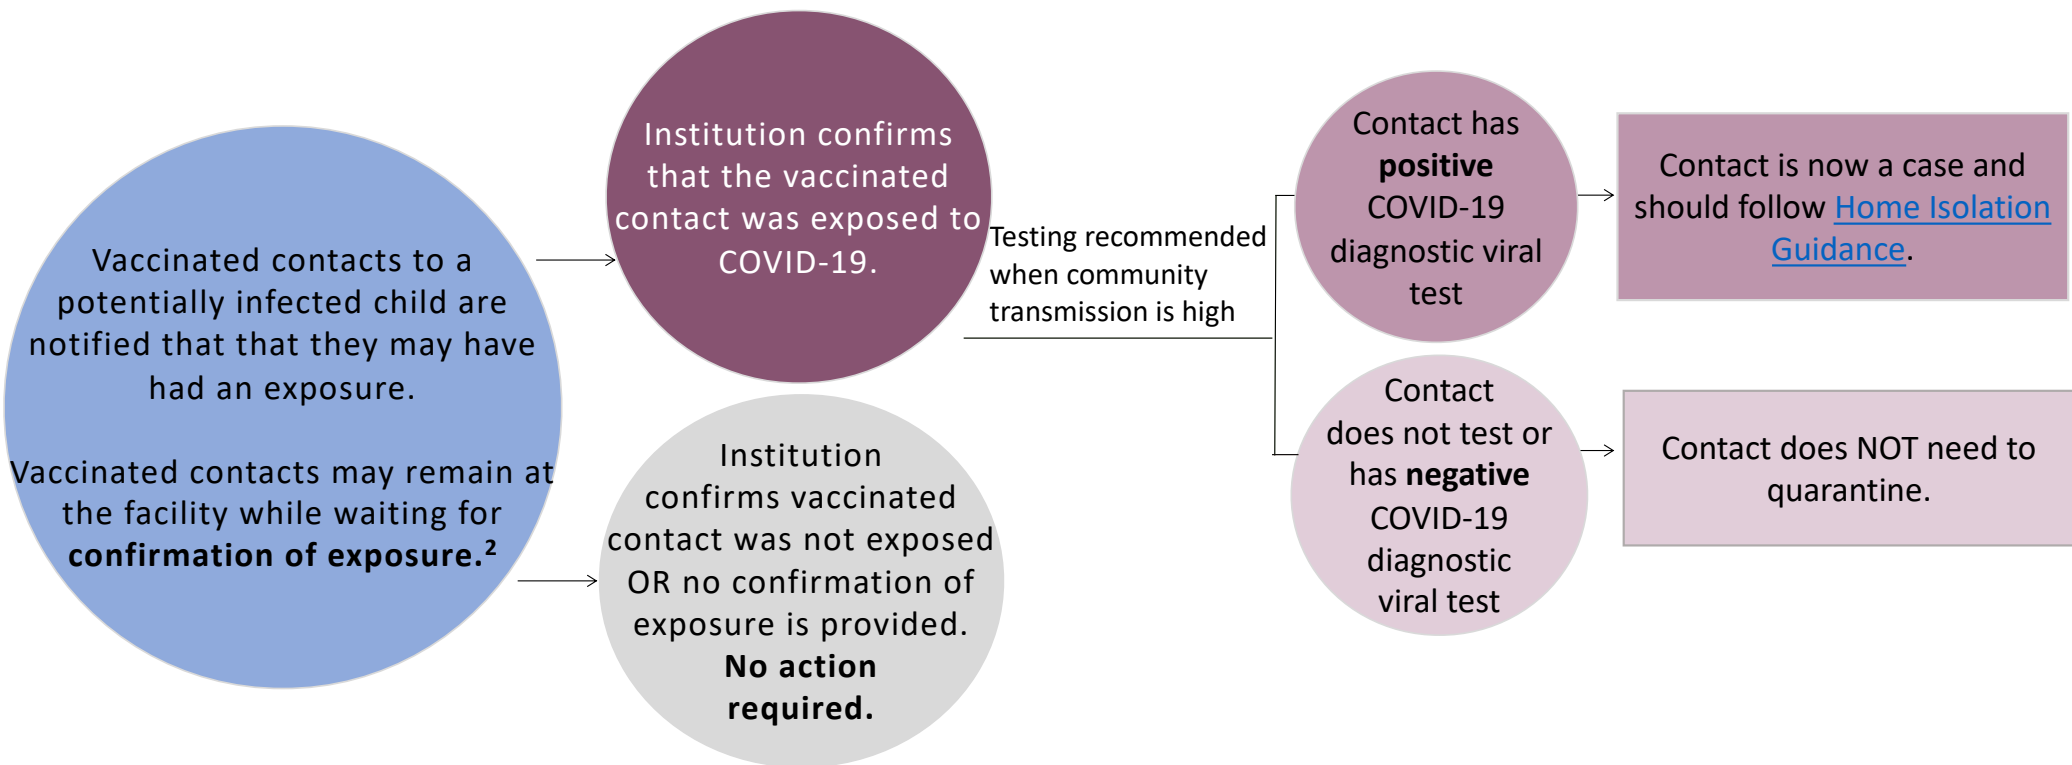 Vaccinated contacts to a
potentially infected child are
notified that that they may have
had an exposure.
Vaccinated contacts may remain at
the facility while waiting for
confirmation of exposure.²
Institution confirms
that the vaccinated
contact was exposed to
COVID-19.
Institution
confirms vaccinated
contact was not exposed
OR no confirmation of
exposure is provided.
No action
required.
Testing recommended
when community
transmission is high
Contact has
positive
COVID-19
diagnostic viral
test
Contact is now a case and
should follow Home Isolation
Guidance.
Contact
does not test or
has negative
COVID-19
diagnostic
viral test
Contact does NOT need to
quarantine.